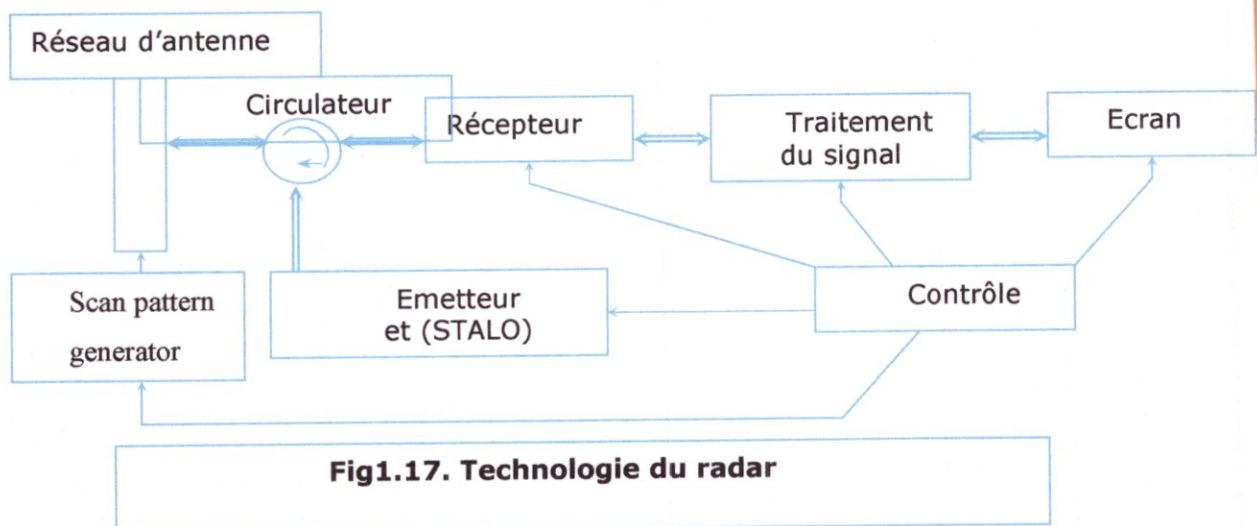 Réseau d'antenne
Circulateur
Récepteur
Traitement
du signal
Ecran
Scan pattern
generator
Emetteur
et (STALO)
Contrôle
Fig1.17. Technologie du radar